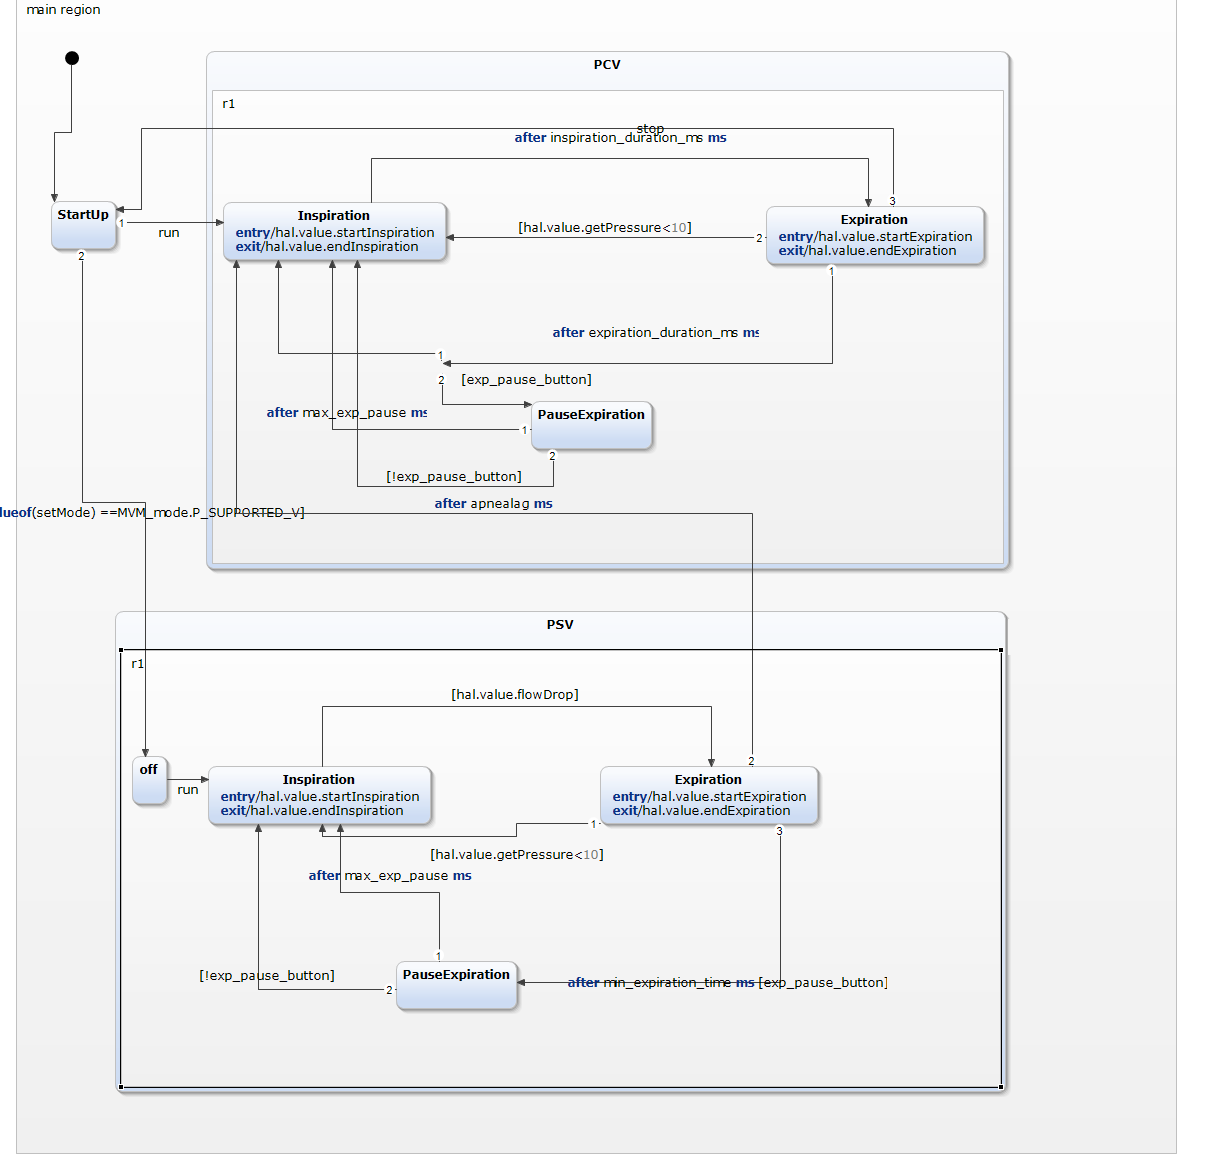 main region
PCV
r1
stop
after inspiration_duration_ms ms
StartUp
1
run
2
Inspiration
entry/hal.value.startInspiration
exit/hal.value.endInspiration
[hal.value.getPressure<10]
2
3
Expiration
entry/hal.value.startExpiration
exit/hal.value.endExpiration
1
after expiration_duration_ms ms
1
2
[exp_pause_button]
after max_exp_pause ms
PauseExpiration
1
2
[!exp_pause_button]
after apnealag ms
lueof(setMode) ==MVM_mode.P_SUPPORTED_V]
PSV
r1
[hal.value.flowDrop]
off
run
Inspiration
entry/hal.value.startInspiration
exit/hal.value.endInspiration
2
Expiration
entry/hal.value.startExpiration
exit/hal.value.endExpiration
1
3
[hal.value.getPressure<10]
after max_exp_pause ms
1
PauseExpiration
2
[!exp_pause_button]
after min_expiration_time ms [exp_pause_button]